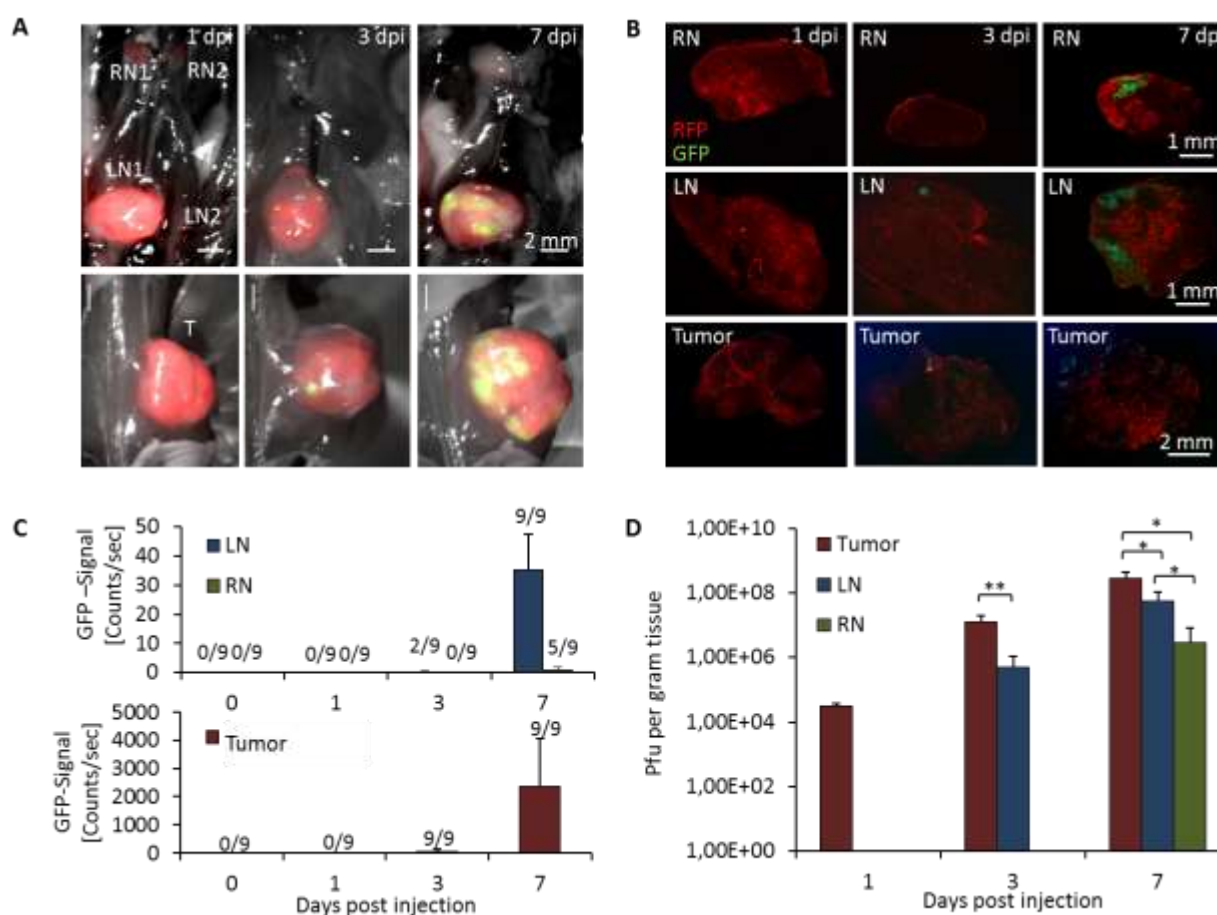 A
1 dpi
RN1
RN2
LN1
LN2
3 dpi
7 dpi
2 mm
T
B
RN
1 dpi
RFP
GFP
RN
3 dpi
RN
7 dp
1 mm
LN
LN
LN
1 mm
Tumor
Tumor
Tumor
2 mm
C
GFP –Signal
[Counts/sec]
50
40
30
20
10
0
LN
RN
0/9 0/9
0/9 0/9
2/9
0/9
9/9
5/9
0
1
3
7
GFP-Signal
[Counts/sec]
5000
4000
3000
2000
1000
0
Tumor
0/9
0/9
9/9
9/9
0
1
3
7
Days post injection
D
Pfu per gram tissue
1,00E+10
1,00E+08
1,00E+06
1,00E+04
1,00E+02
1,00E+00
Tumor
LN
RN
**
*
*
*
1
3
7
Days post injection